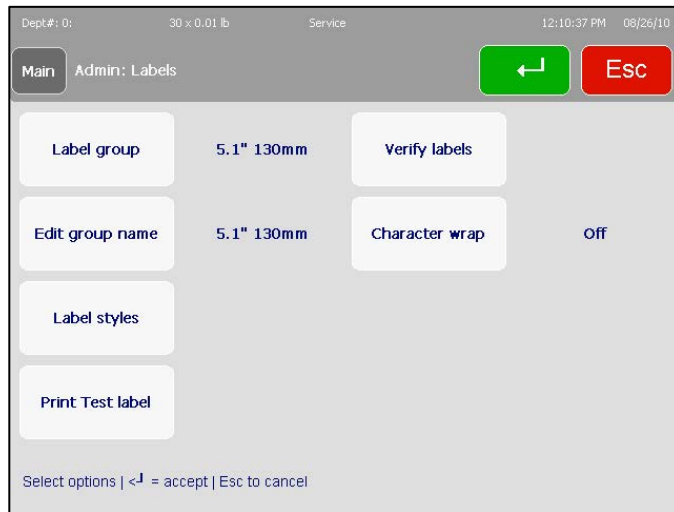 Dept#: 0: 30 x 0.01 lb Service 12:10:37 PM 08/26/10
Main Admin: Labels ↵ Esc
Label group 5.1" 130mm Verify labels
Edit group name 5.1" 130mm Character wrap Off
Label styles
Print Test label
Select options | <┘ = accept | Esc to cancel